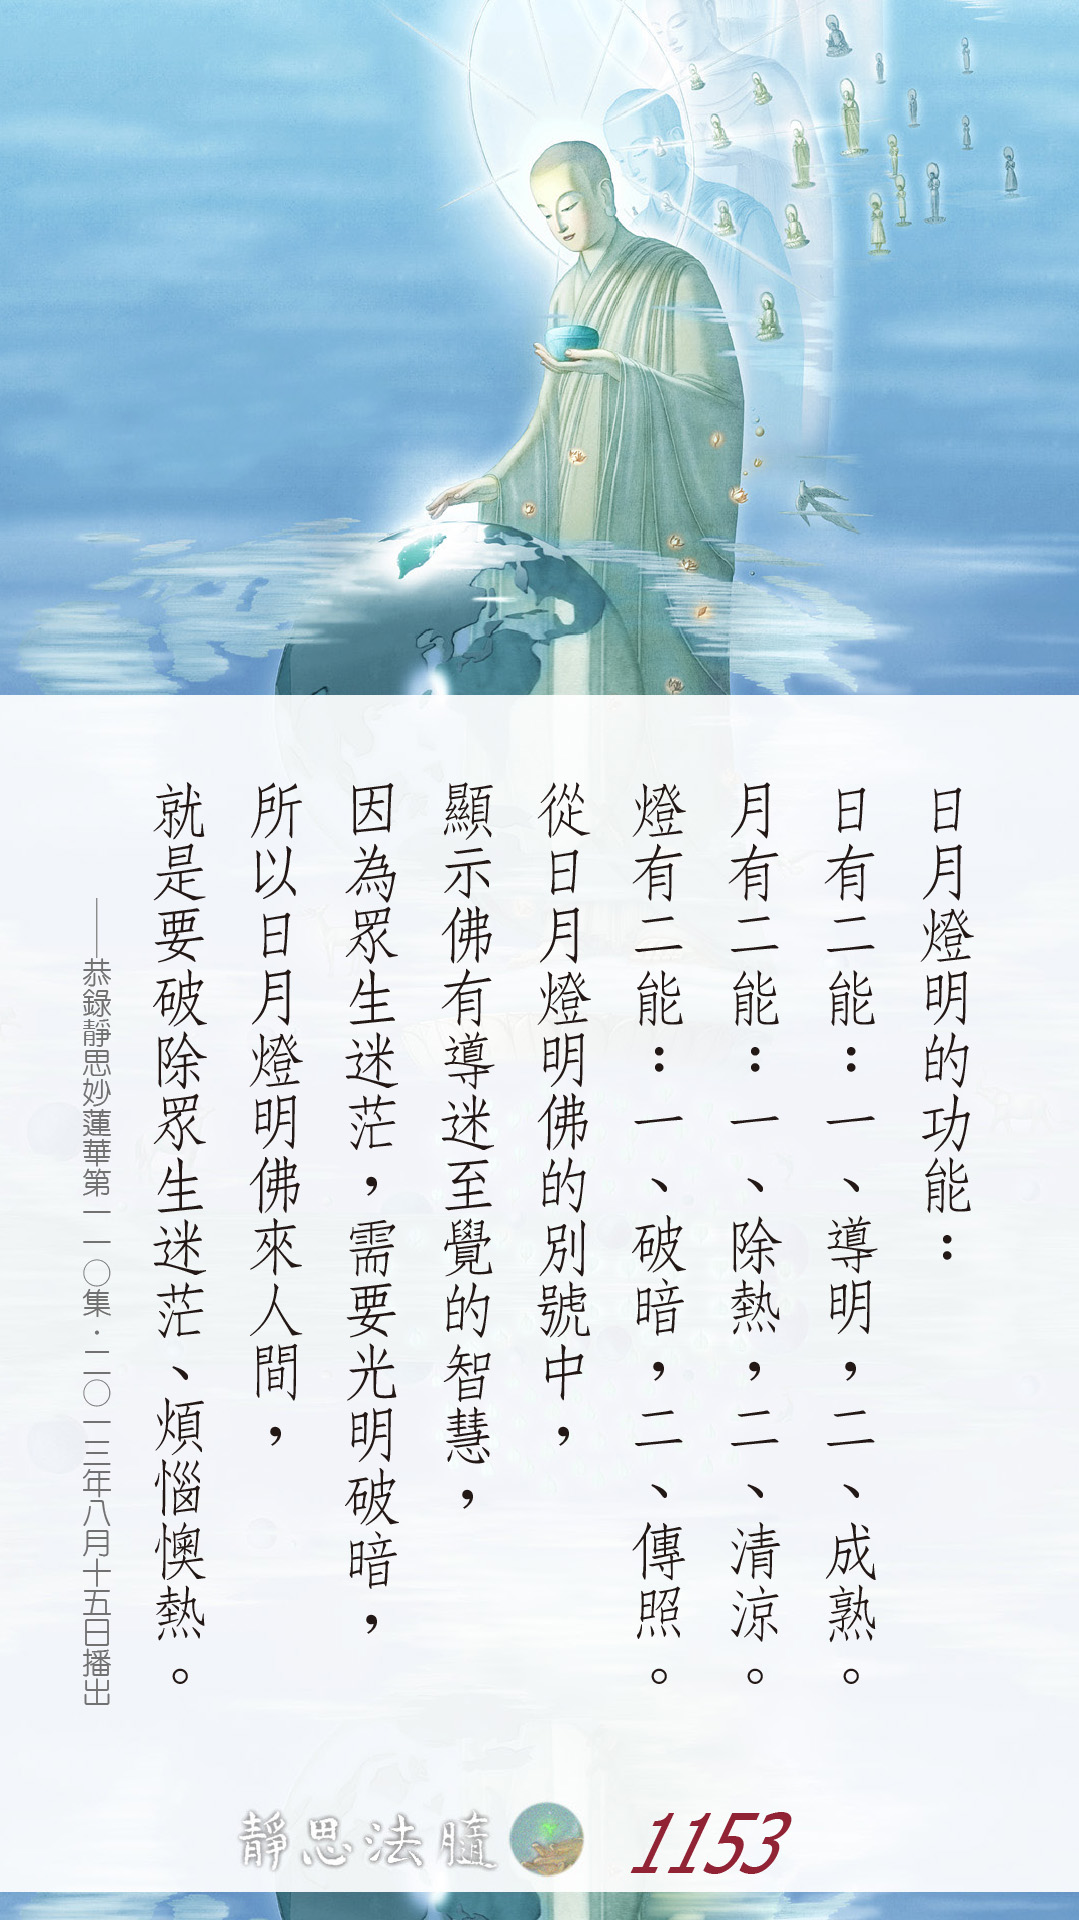 日月燈明的功能：
日有二能：一、導明，二、成熟。
月有二能：一、除熱，二、清涼。
燈有二能：一、破暗，二、傳照。
從日月燈明佛的別號中，
顯示佛有導迷至覺的智慧，
因為眾生迷茫，需要光明破暗，
所以日月燈明佛來人間，
就是要破除眾生迷茫、煩惱懊熱。
——恭錄靜思妙蓮華第一一〇集·二〇一三年八月十五日播出
靜思法髓 1153